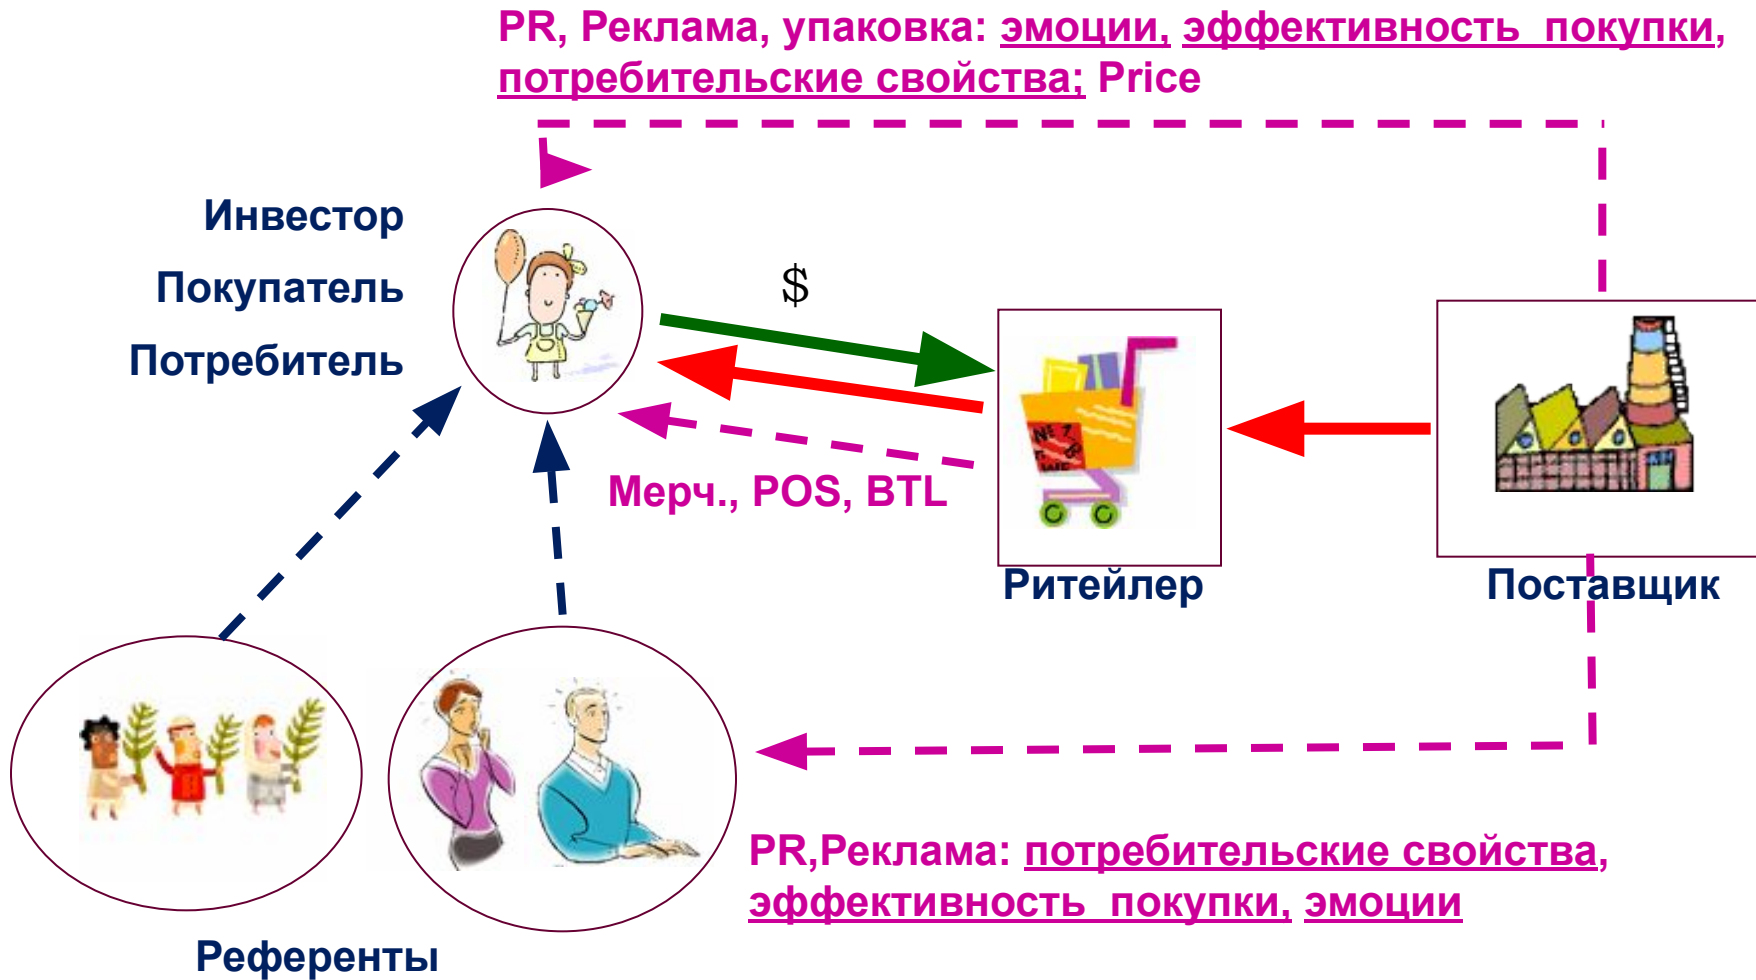 PR, Реклама, упаковка: эмоции, эффективность покупки,
потребительские свойства; Price
Инвестор
Покупатель
Потребитель
$
Мерч., POS, BTL
Ритейлер
Поставщик
PR,Реклама: потребительские свойства,
эффективность покупки, эмоции
Референты